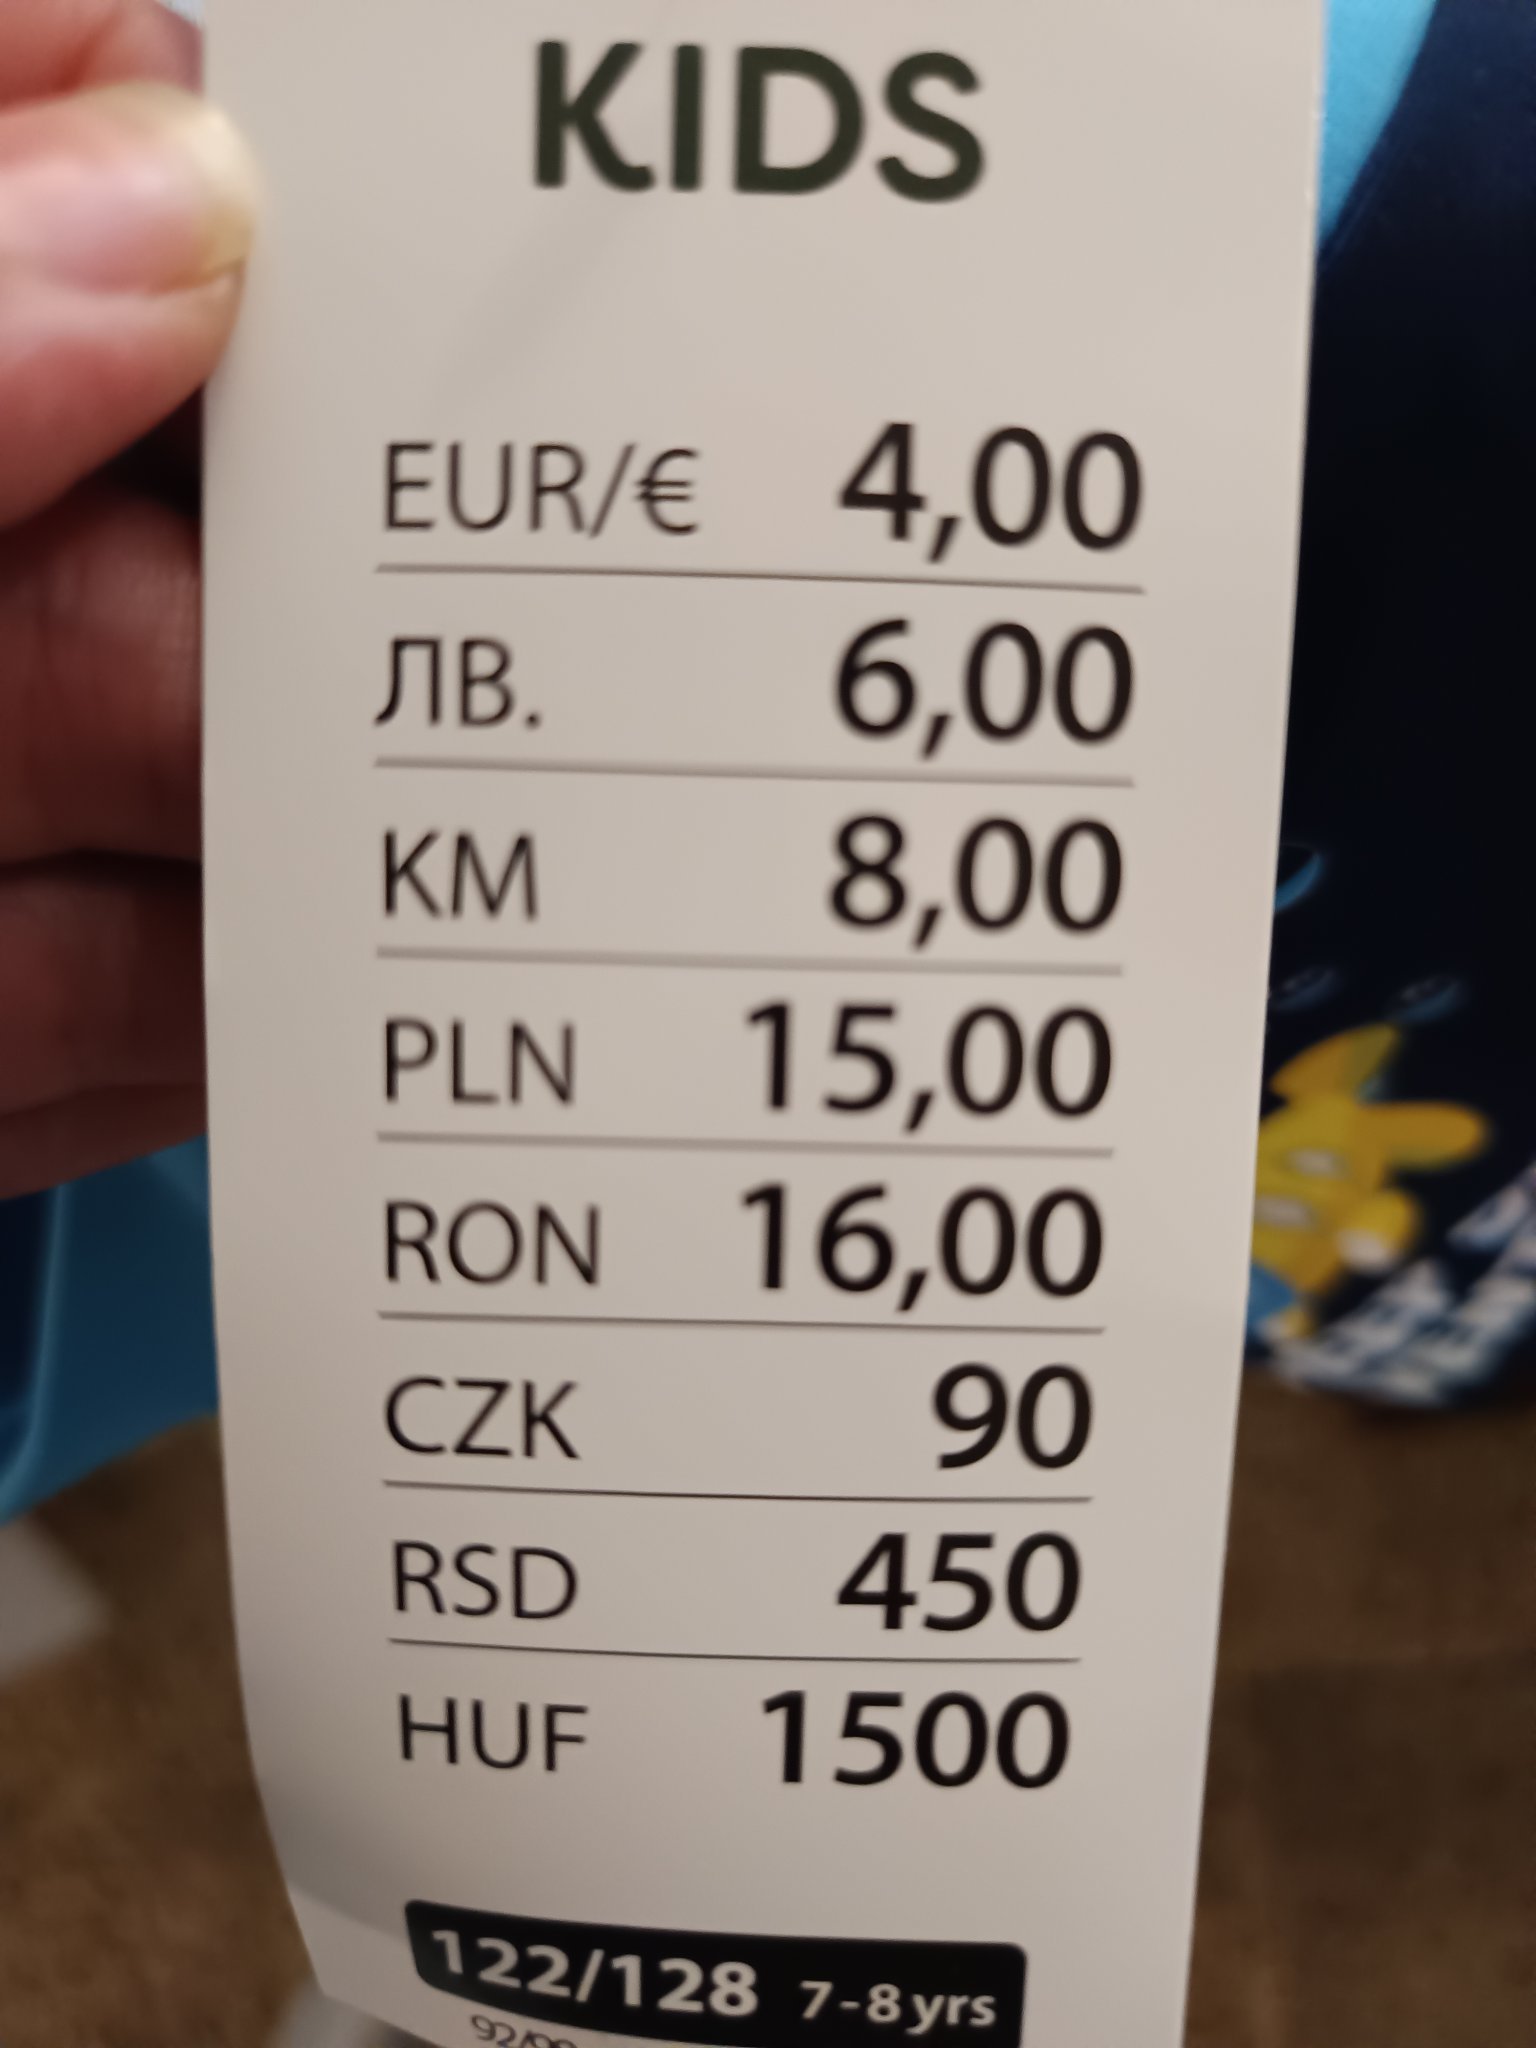 KIDS
EUR/€ 4,00
ЛВ. 6,00
KM 8,00
PLN 15,00
RON 16,00
CZK 90
RSD 450
HUF 1500
122/128 7-8 yrs